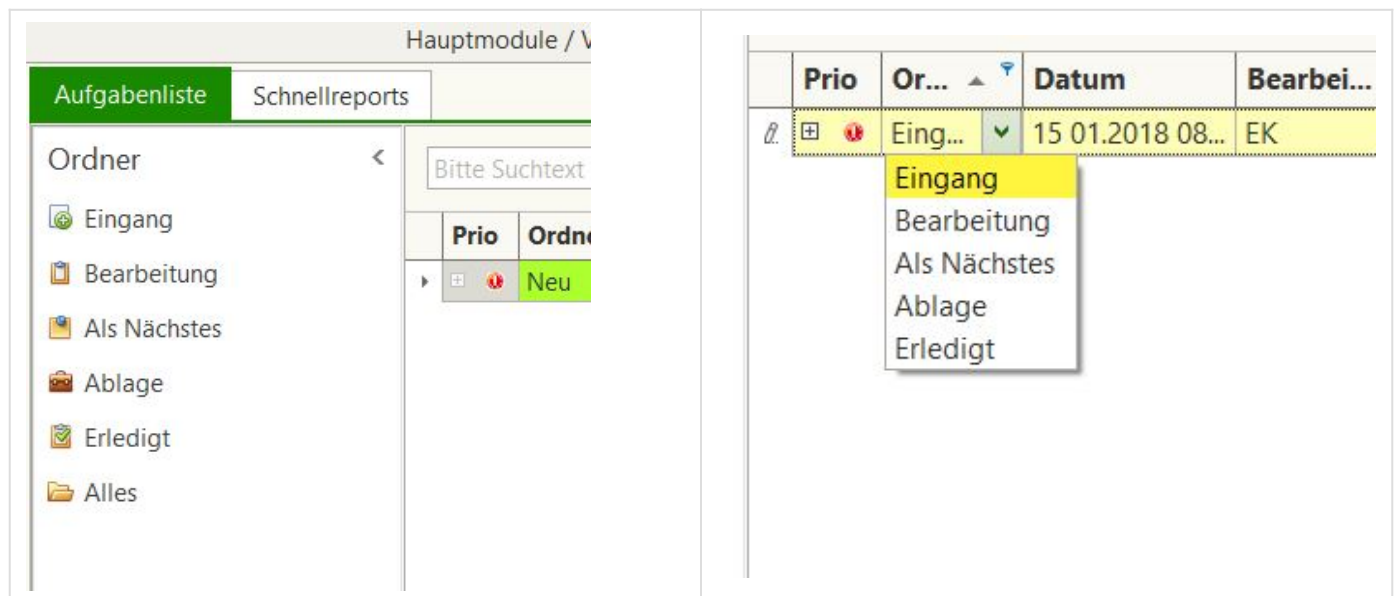 Hauptmodule / V
Aufgabenliste Schnellreports
Ordner <
Bitte Suchtext
Eingang
Prio Ordn
Bearbeitung
Neu
Als Nächstes
Ablage
Erledigt
Alles
Prio Or... Datum Bearbei...
Eing... 15 01.2018 08... EK
Eingang
Bearbeitung
Als Nächstes
Ablage
Erledigt